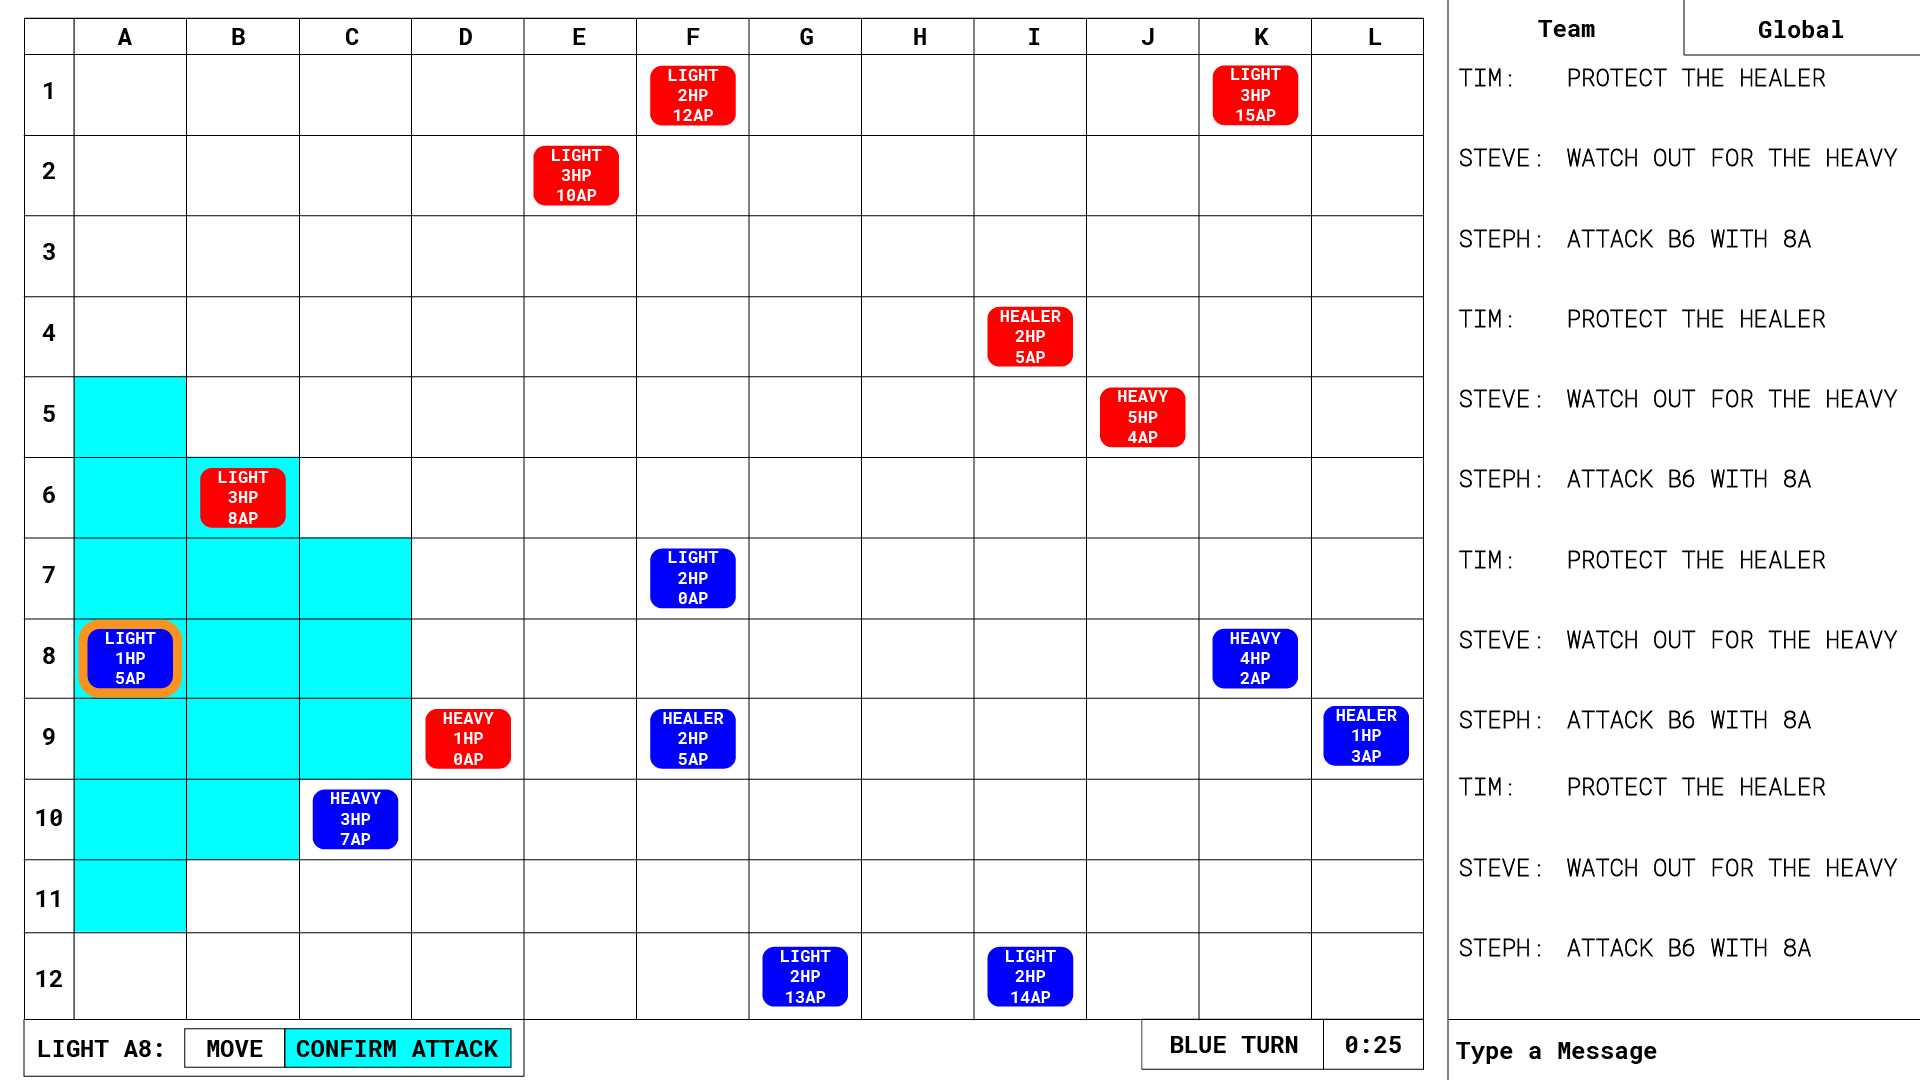 A B C D E F G H I J K L
Team
Global
1
LIGHT
2HP
12AP
LIGHT
3HP
15AP
2
LIGHT
3HP
10AP
3
4
HEALER
2HP
5AP
5
HEAVY
5HP
4AP
6
LIGHT
3HP
8AP
7
LIGHT
2HP
0AP
8
LIGHT
1HP
5AP
HEAVY
4HP
2AP
9
HEAVY
1HP
0AP
HEALER
2HP
5AP
HEALER
1HP
3AP
10
HEAVY
3HP
7AP
11
12
LIGHT
2HP
13AP
LIGHT
2HP
14AP
LIGHT A8: MOVE CONFIRM ATTACK
BLUE TURN 0:25
TIM: PROTECT THE HEALER
STEVE: WATCH OUT FOR THE HEAVY
STEPH: ATTACK B6 WITH 8A
TIM: PROTECT THE HEALER
STEVE: WATCH OUT FOR THE HEAVY
STEPH: ATTACK B6 WITH 8A
TIM: PROTECT THE HEALER
STEVE: WATCH OUT FOR THE HEAVY
STEPH: ATTACK B6 WITH 8A
TIM: PROTECT THE HEALER
STEVE: WATCH OUT FOR THE HEAVY
STEPH: ATTACK B6 WITH 8A
Type a Message